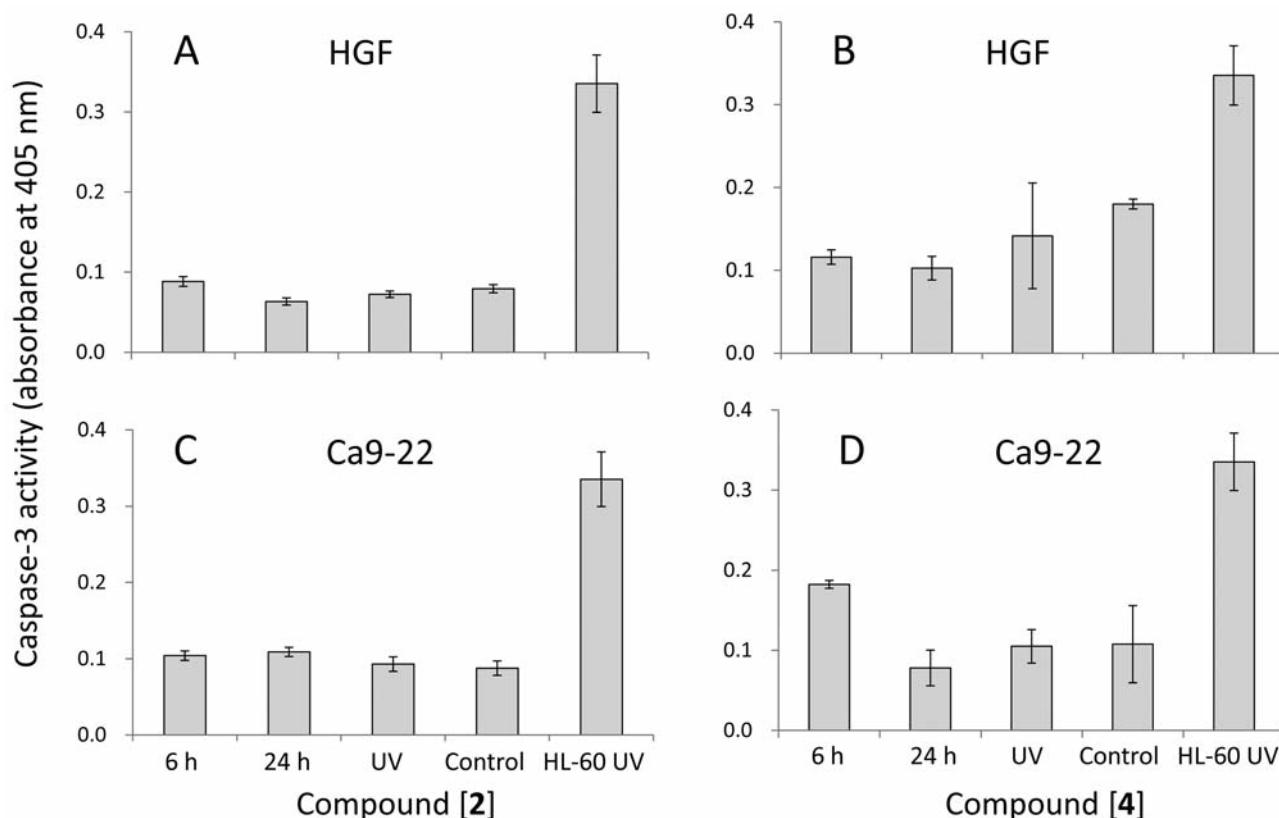 Caspase-3 activity (absorbance at 405 nm)
A
HGF
0.4
0.3
0.2
0.1
0.0
B
HGF
0.4
0.3
0.2
0.1
0.0
C
Ca9-22
0.4
0.3
0.2
0.1
0.0
6 h 24 h UV Control HL-60 UV
Compound [2]
D
Ca9-22
0.4
0.3
0.2
0.1
0.0
6 h 24 h UV Control HL-60 UV
Compound [4]